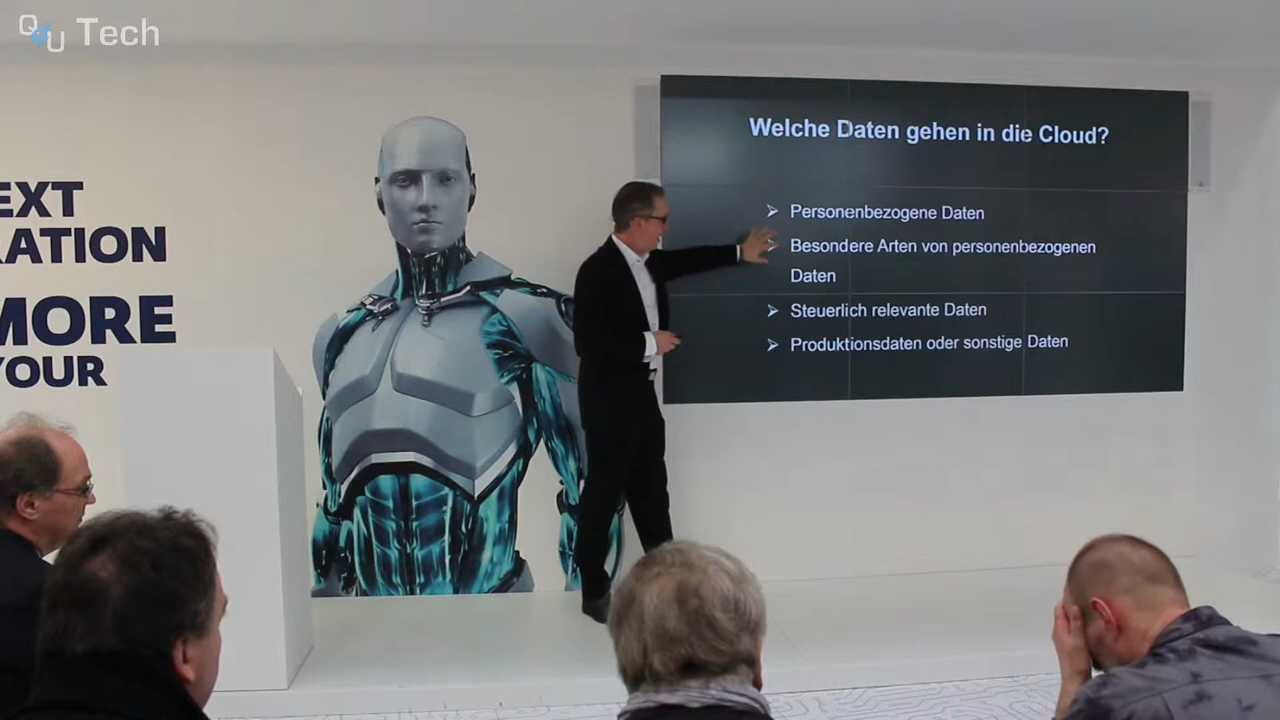 QU Tech
EXT
RATION
MORE
YOUR
Welche Daten gehen in die Cloud?
➢ Personenbezogene Daten
➢ Besondere Arten von personenbezogenen
Daten
➢ Steuerlich relevante Daten
➢ Produktionsdaten oder sonstige Daten